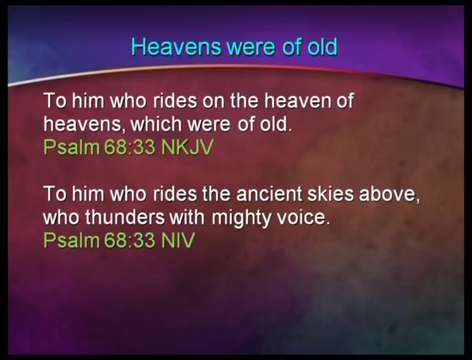 Heavens were of old
To him who rides on the heaven of
heavens, which were of old.
Psalm 68:33 NKJV
To him who rides the ancient skies above,
who thunders with mighty voice.
Psalm 68:33 NIV